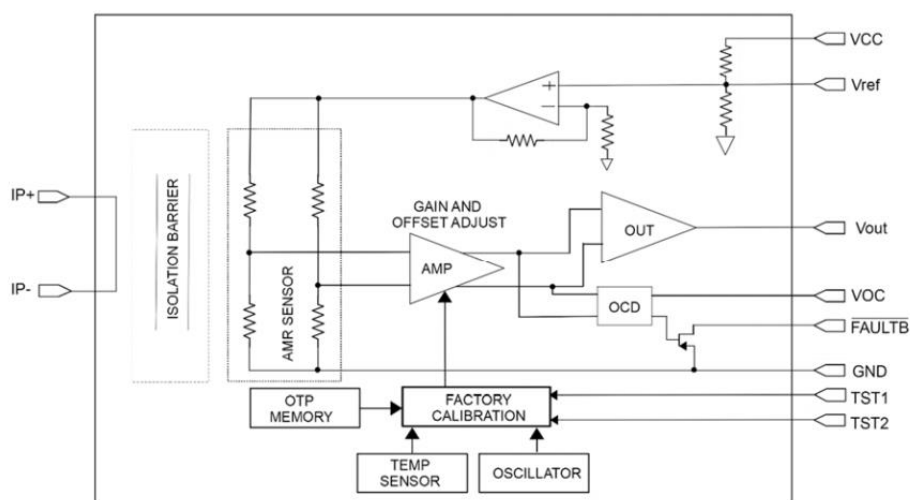 VCC
Vref
+
−
IP+
IP-
ISOLATION BARRIER
AMR SENSOR
GAIN AND
OFFSET ADJUST
AMP
OUT
Vout
OCD
VOC
FAULTB
GND
OTP
MEMORY
FACTORY
CALIBRATION
TST1
TST2
TEMP
SENSOR
OSCILLATOR